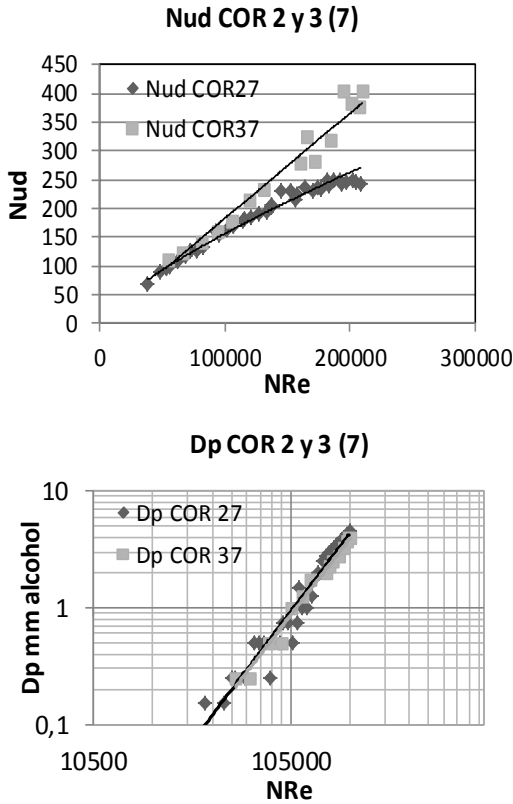 Nud COR 2 y 3 (7)
450
400
350
300
250
200
150
100
50
0
Nud
Nud COR27
Nud COR37
0 100000 200000 300000
NRe
Dp COR 2 y 3 (7)
10
1
0,1
Dp mm alcohol
Dp COR 27
Dp COR 37
10500 105000
NRe